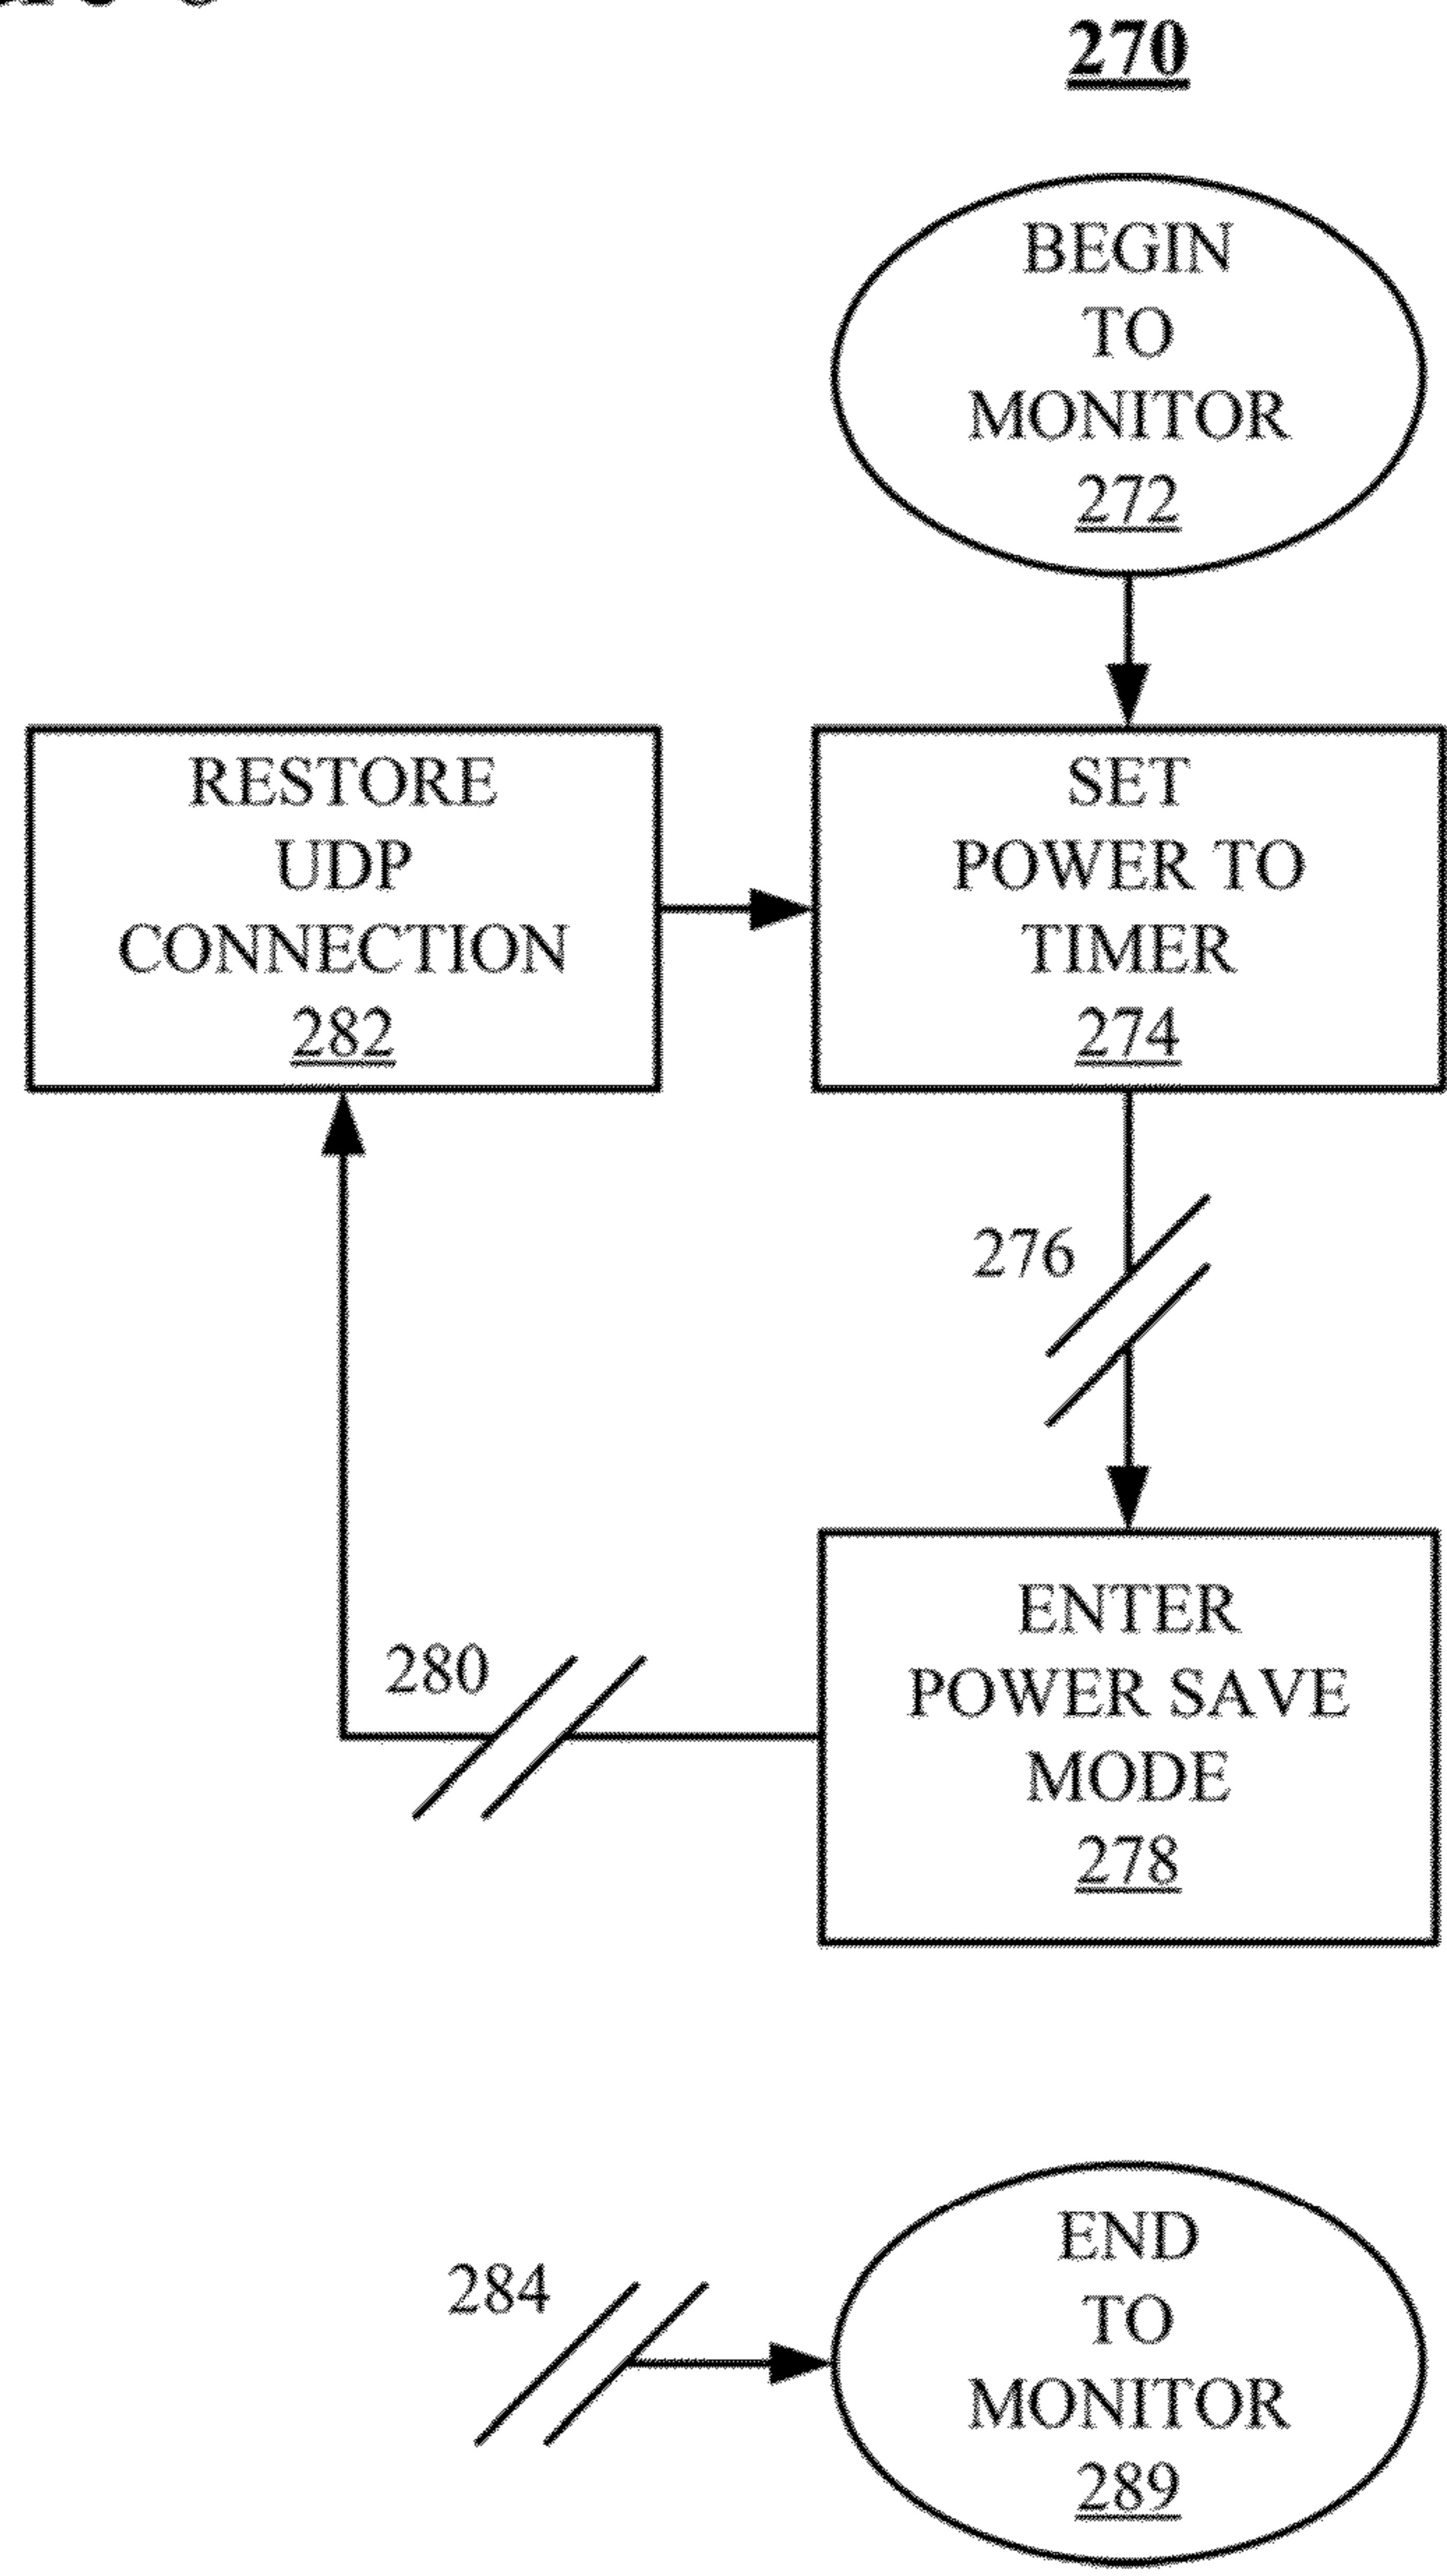 270
BEGIN
TO
MONITOR
272
RESTORE
UDP
CONNECTION
282
SET
POWER TO
TIMER
274
276
280
ENTER
POWER SAVE
MODE
278
284
END
TO
MONITOR
289